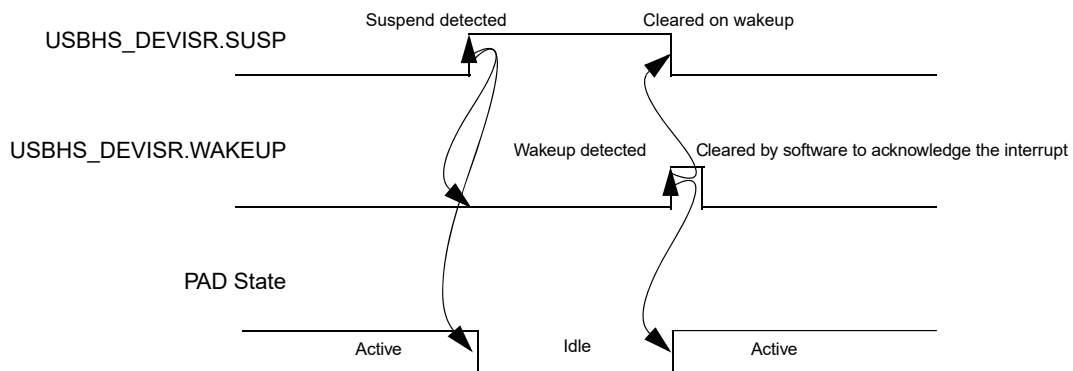 Suspend detected
Cleared on wakeup
USBHS_DEVISR.SUSP
USBHS_DEVISR.WAKEUP
Wakeup detected
Cleared by software to acknowledge the interrupt
PAD State
Active
Idle
Active